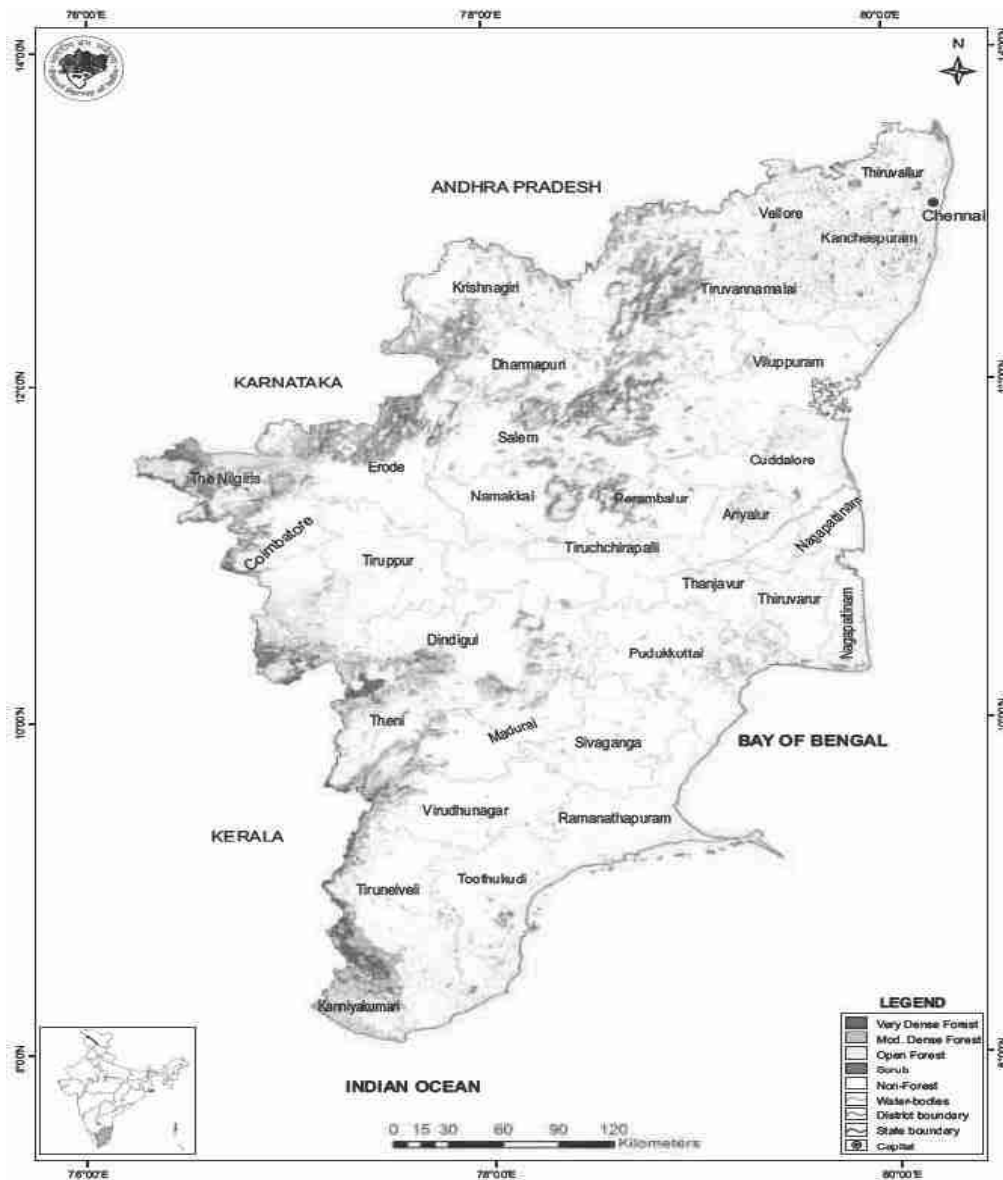 76°00'E 78°00'E 80°00'E
14°00'N
N
ANDHRA PRADESH
Thiruvallur
Vellore
Chennai
Kancheepuram
Krishnagiri
Tiruvannamalai
Dharmapuri
Viluppuram
KARNATAKA
12°00'N
Salem
Erode
Cuddalore
The Nilgiris
Namakkal
Perambalur
Ariyalur
Nagapattinam
Coimbatore
Tiruchchirapalli
Tiruppur
Thanjavur
Thiruvarur
Nagapattinam
Dindigul
Pudukkottai
Theni
10°00'N
Madurai
Sivaganga
BAY OF BENGAL
Virudhunagar
Ramanathapuram
KERALA
Tirunelveli
Toothukudi
Kanniyakumari
LEGEND
Very Dense Forest
Mod. Dense Forest
Open Forest
Scrub
Non-Forest
Water-bodies
District boundary
State boundary
Capital
8°00'N
INDIAN OCEAN
0 15 30 60 90 120
Kilometers
76°00'E 78°00'E 80°00'E